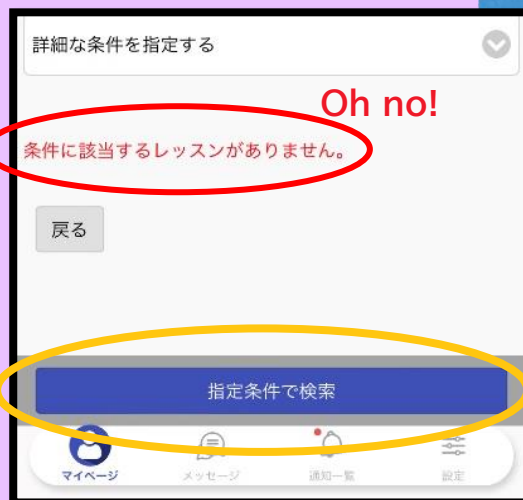 詳細な条件を指定する
Oh no!
条件に該当するレッスンがありません。
戻る
指定条件で検索
マイページ
メッセージ
通知一覧
設定